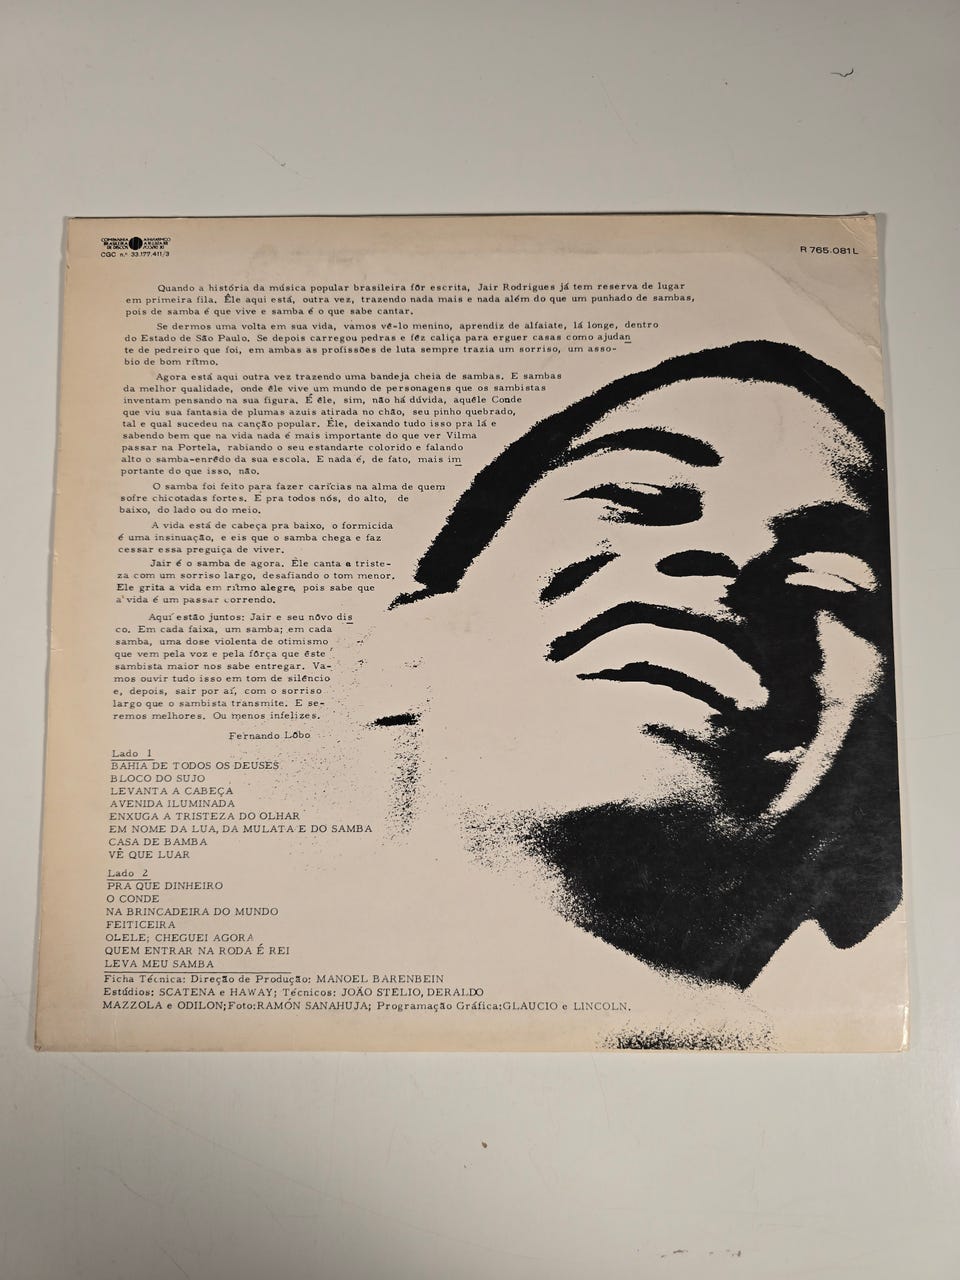 COMPANHIA BRASILEIRA DE DISCOS
CGC n.º 33.177.411/3
R 765.081 L
Quando a história da música popular brasileira fôr escrita, Jair Rodrigues já tem reserva de lugar
em primeira fila. Êle aqui está, outra vez, trazendo nada mais e nada além do que um punhado de sambas,
pois de samba é que vive e samba é o que sabe cantar.
Se dermos uma volta em sua vida, vamos vê-lo menino, aprendiz de alfaiate, lá longe, dentro
do Estado de São Paulo. Se depois carregou pedras e fêz caliça para erguer casas como ajudan
te de pedreiro que foi, em ambas as profissões de luta sempre trazia um sorriso, um asso-
bio de bom rítmo.
Agora está aqui outra vez trazendo uma bandeja cheia de sambas. E sambas
da melhor qualidade, onde êle vive um mundo de personagens que os sambistas
inventam pensando na sua figura. É êle, sim, não há dúvida, aquêle Conde
que viu sua fantasia de plumas azuis atirada no chão, seu pinho quebrado,
tal e qual sucedeu na canção popular. Êle, deixando tudo isso pra lá e
sabendo bem que na vida nada é mais importante do que ver Vilma
passar na Portela, rabiando o seu estandarte colorido e falando
alto o samba-enrêdo da sua escola. E nada é, de fato, mais im
portante do que isso, não.
O samba foi feito para fazer carícias na alma de quem
sofre chicotadas fortes. E pra todos nós, do alto, de
baixo, do lado ou do meio.
A vida está de cabeça pra baixo, o formicida
é uma insinuação, e eis que o samba chega e faz
cessar essa preguiça de viver.
Jair é o samba de agora. Êle canta a triste-
za com um sorriso largo, desafiando o tom menor.
Ele grita a vida em rítmo alegre, pois sabe que
a vida é um passar correndo.
Aqui estão juntos: Jair e seu nôvo dis
co. Em cada faixa, um samba; em cada
samba, uma dose violenta de otimismo
que vem pela voz e pela fôrça que êste
sambista maior nos sabe entregar. Va-
mos ouvir tudo isso em tom de silêncio
e, depois, sair por aí, com o sorriso
largo que o sambista transmite. E se-
remos melhores. Ou menos infelizes.
Fernando Lôbo
Lado 1
BAHIA DE TODOS OS DEUSES
BLOCO DO SUJO
LEVANTA A CABEÇA
AVENIDA ILUMINADA
ENXUGA A TRISTEZA DO OLHAR
EM NOME DA LUA, DA MULATA E DO SAMBA
CASA DE BAMBA
VÊ QUE LUAR
Lado 2
PRA QUE DINHEIRO
O CONDE
NA BRINCADEIRA DO MUNDO
FEITICEIRA
OLELE; CHEGUEI AGORA
QUEM ENTRAR NA RODA É REI
LEVA MEU SAMBA
Ficha Técnica: Direção de Produção: MANOEL BARENBEIN
Estúdios: SCATENA e HAWAY; Técnicos: JOÃO STÉLIO, DERALDO
MAZZOLA e ODILON; Foto: RAMÓN SANAHUJA; Programação Gráfica: GLAUCIO e LINCOLN.